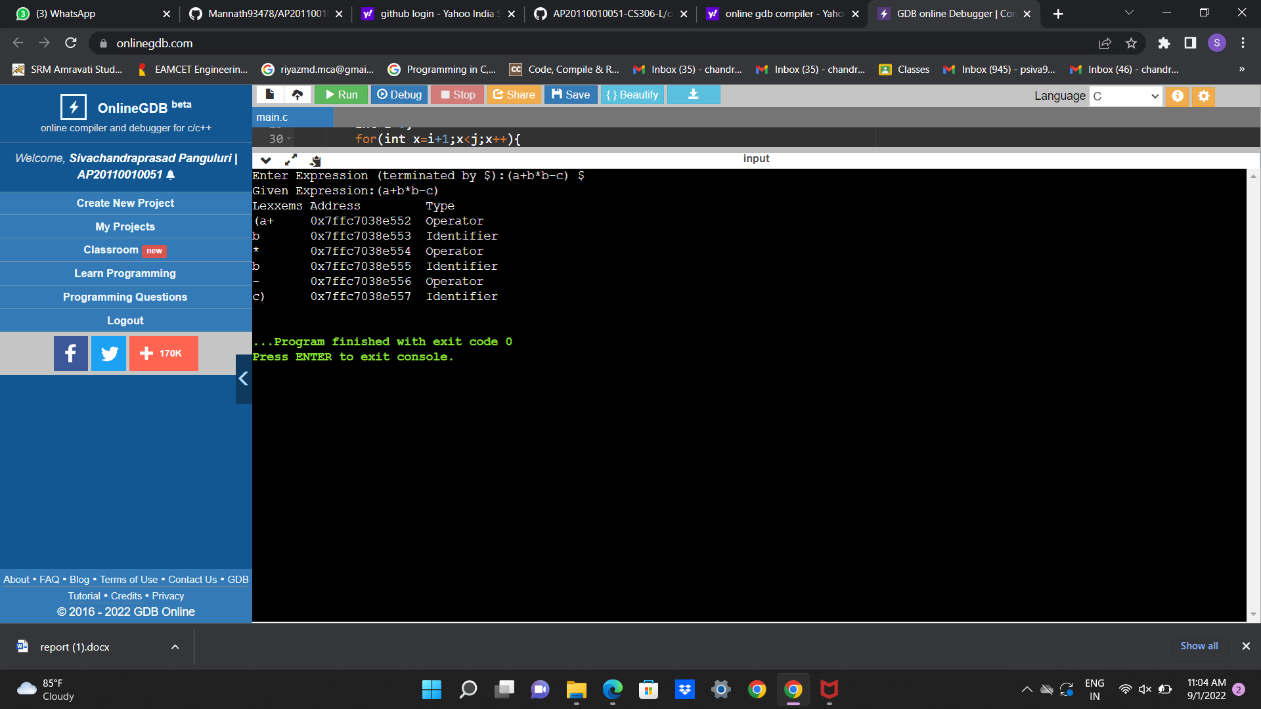 (3) WhatsApp
Mannath93478/AP2011001
github login - Yahoo India S
AP20110010051-CS306-L/c
online gdb compiler - Yaho
GDB online Debugger | Con
onlinegdb.com
S
SRM Amravati Stud...
EAMCET Engineerin...
riyazmd.mca@gmai...
Programming in C,...
CC Code, Compile & R...
Inbox (35) - chandr...
Inbox (35) - chandr...
Classes
Inbox (945) - psiva9...
Inbox (46) - chandr...
»
OnlineGDB beta
online compiler and debugger for c/c++
Welcome, Sivachandraprasad Panguluri |
AP20110010051
Create New Project
My Projects
Classroom new
Learn Programming
Programming Questions
Logout
170K
About • FAQ • Blog • Terms of Use • Contact Us • GDB
Tutorial • Credits • Privacy
© 2016 - 2022 GDB Online
Run
Debug
Stop
Share
Save
{ } Beautify
Language C
main.c
30 for(int x=i+1;x<j;x++){
input
Enter Expression (terminated by $):(a+b*b-c) $
Given Expression:(a+b*b-c)
Lexxems Address Type
(a+ 0x7ffc7038e552 Operator
b 0x7ffc7038e553 Identifier
* 0x7ffc7038e554 Operator
b 0x7ffc7038e555 Identifier
- 0x7ffc7038e556 Operator
c) 0x7ffc7038e557 Identifier
...Program finished with exit code 0
Press ENTER to exit console.
report (1).docx
Show all
85°F
Cloudy
ENG
IN
11:04 AM
9/1/2022
2